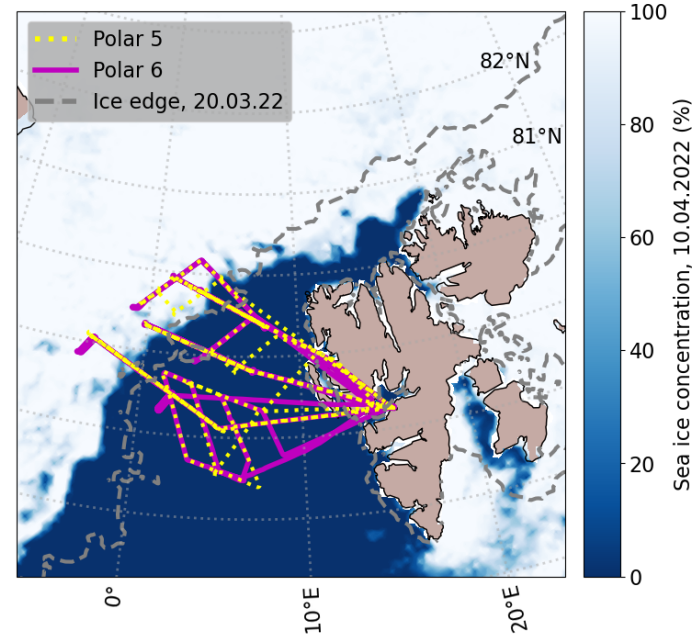 Polar 5
Polar 6
Ice edge, 20.03.22
82°N
81°N
0°
10°E
20°E
100
80
60
40
20
0
Sea ice concentration, 10.04.2022 (%)